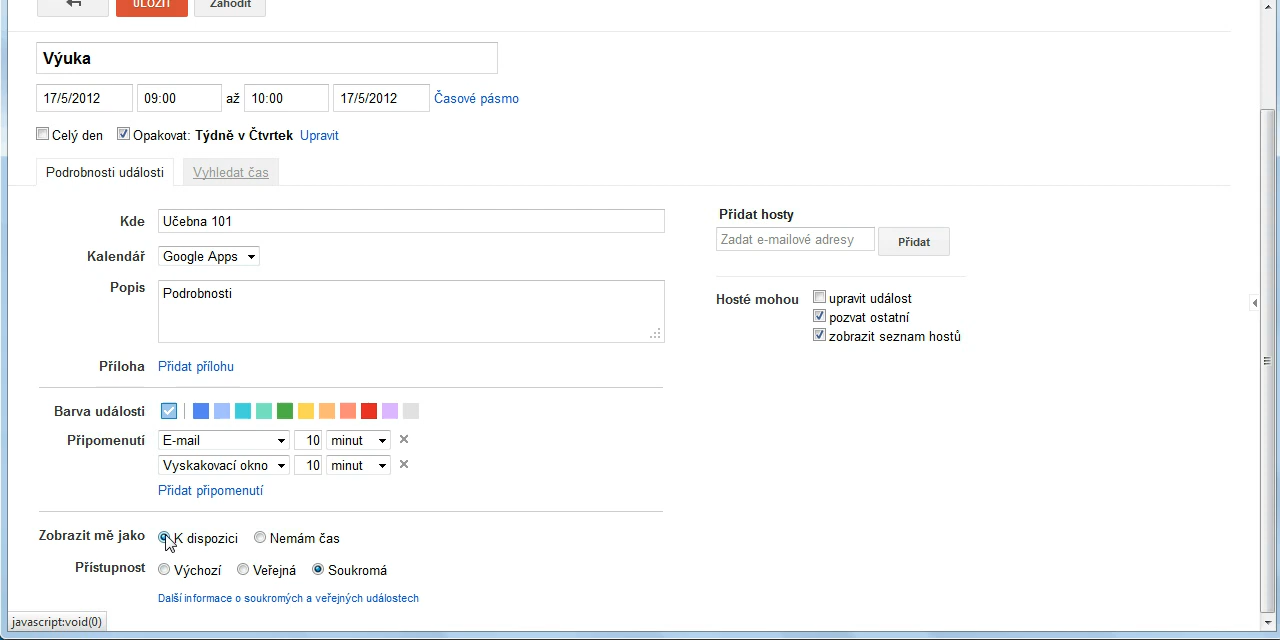 ULOŽIT Zahodit
Výuka
17/5/2012 09:00 až 10:00 17/5/2012 Časové pásmo
Celý den Opakovat: Týdně v Čtvrtek Upravit
Podrobnosti události Vyhledat čas
Kde Učebna 101
Kalendář Google Apps
Popis Podrobnosti
Příloha Přidat přílohu
Barva události
Připomenutí E-mail 10 minut
Vyskakovací okno 10 minut
Přidat připomenutí
Zobrazit mě jako K dispozici Nemám čas
Přístupnost Výchozí Veřejná Soukromá
Další informace o soukromých a veřejných událostech
Přidat hosty
Zadat e-mailové adresy Přidat
Hosté mohou upravit událost
pozvat ostatní
zobrazit seznam hostů
javascript:void(0)